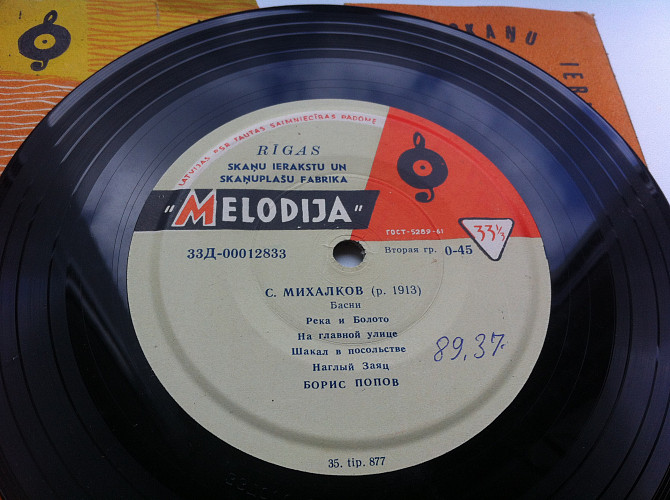 SKAŅU
LATVIJAS PSR TAUTAS SAIMNIECĪBAS PADOME
RĪGAS
SKAŅU IERAKSTU UN
SKAŅUPLAŠU FABRIKA
"MELODIJA"
ГОСТ-5289-61
33⅓
33Д-00012833
Вторая гр. 0-45
С. МИХАЛКОВ (р. 1913)
Басни
Река и Болото
На главной улице
Шакал в посольстве
Наглый Заяц
БОРИС ПОПОВ
89,37.
35. tip. 877